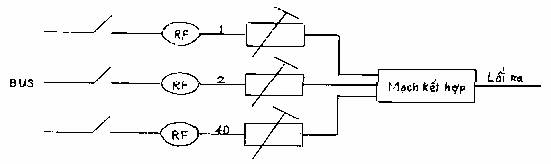 RF 1
BUS RF 2 Mạch kết hợp Lối ra
RF 40